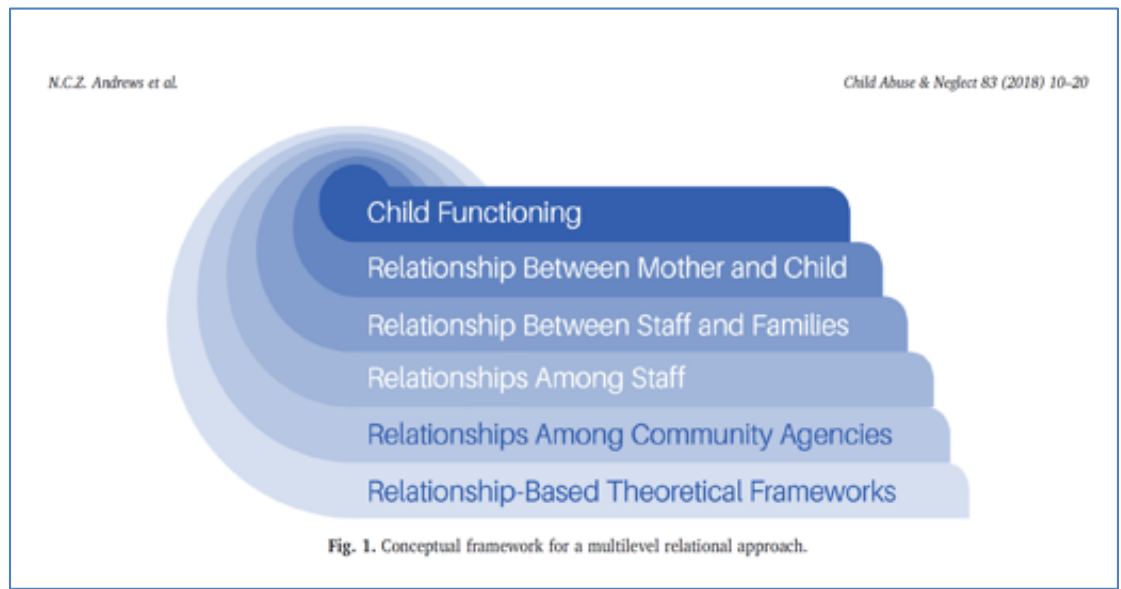 N.C.Z. Andrews et al.
Child Abuse & Neglect 83 (2018) 10–20
Child Functioning
Relationship Between Mother and Child
Relationship Between Staff and Families
Relationships Among Staff
Relationships Among Community Agencies
Relationship-Based Theoretical Frameworks
Fig. 1. Conceptual framework for a multilevel relational approach.